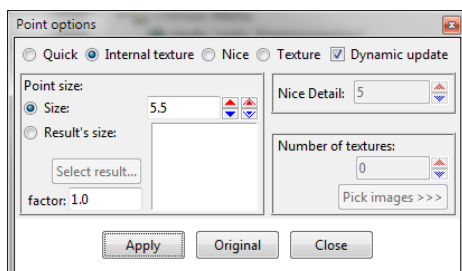 Point options
Quick Internal texture Nice Texture Dynamic update
Point size:
Size: 5.5
Result's size:
Select result...
factor: 1.0
Nice Detail: 5
Number of textures:
0
Pick images >>>
Apply Original Close